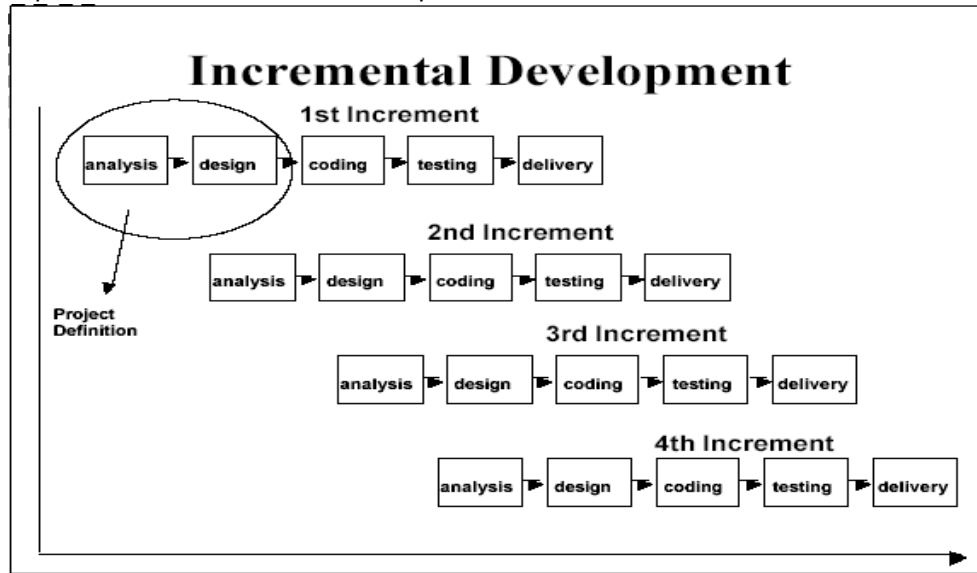 Incremental Development
1st Increment
analysis design coding testing delivery
2nd Increment
analysis design coding testing delivery
Project
Definition
3rd Increment
analysis design coding testing delivery
4th Increment
analysis design coding testing delivery